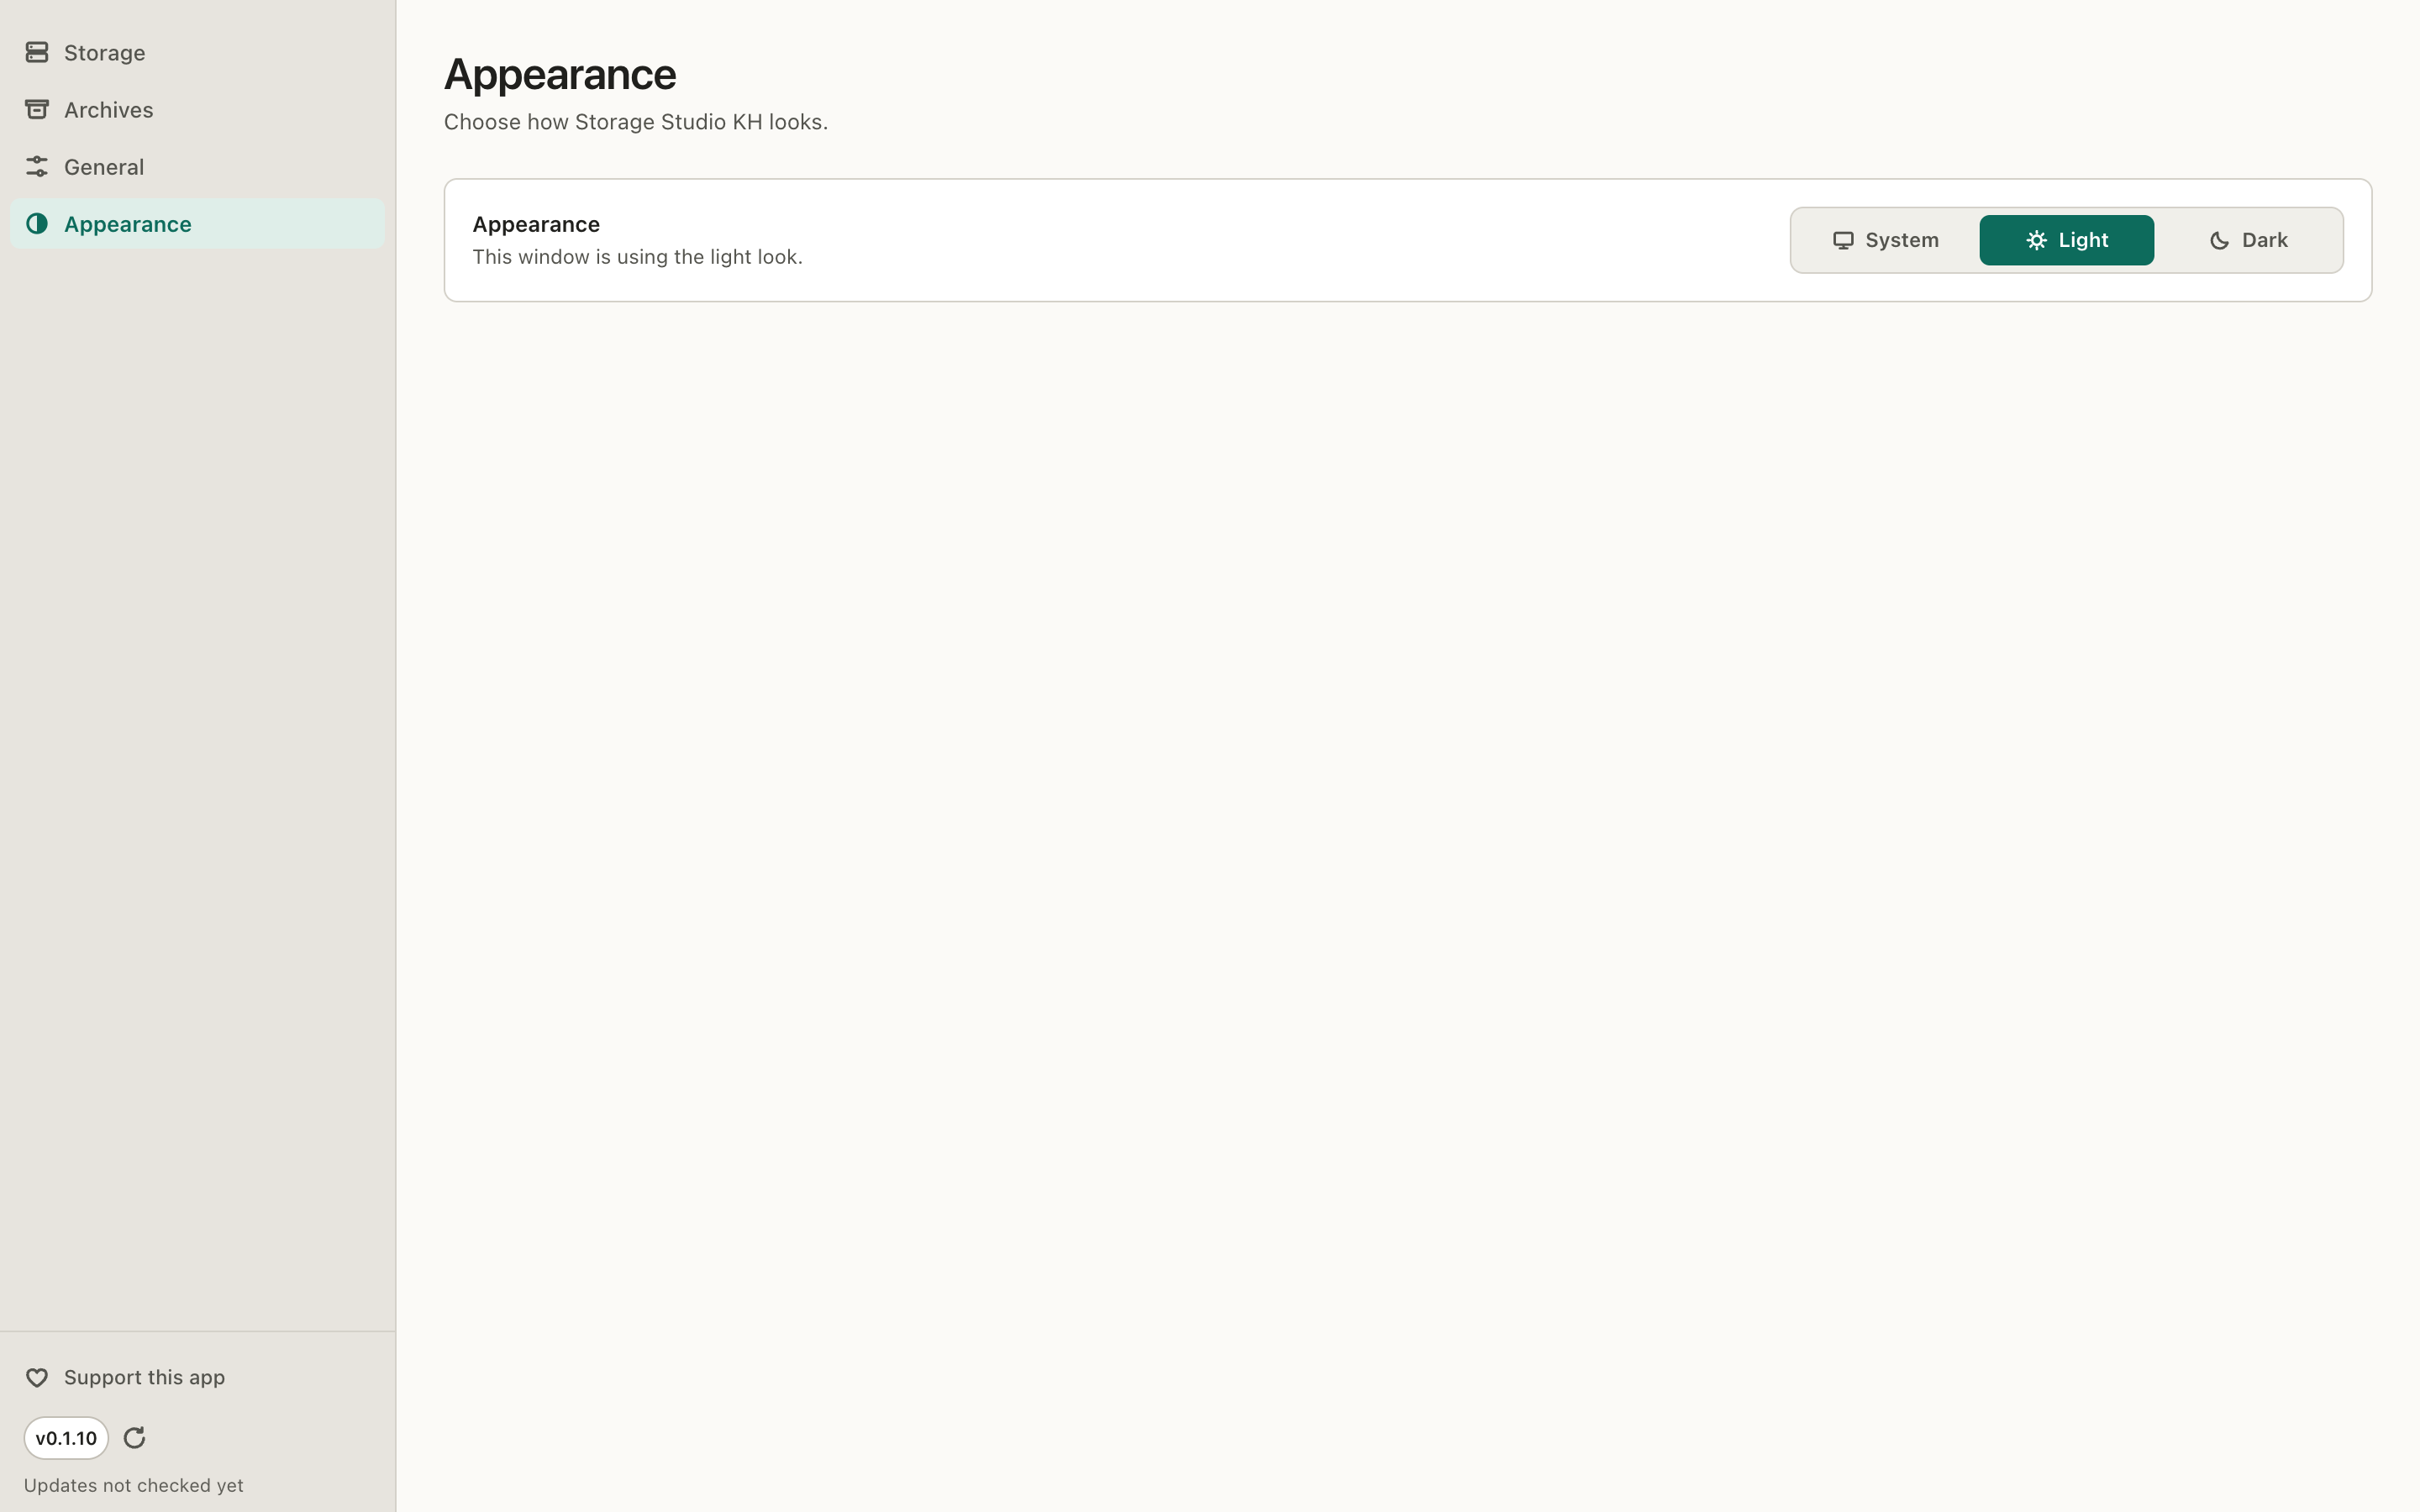 Storage
Archives
General
Appearance
Support this app
v0.1.10
Updates not checked yet
Appearance
Choose how Storage Studio KH looks.
Appearance
This window is using the light look.
System
Light
Dark